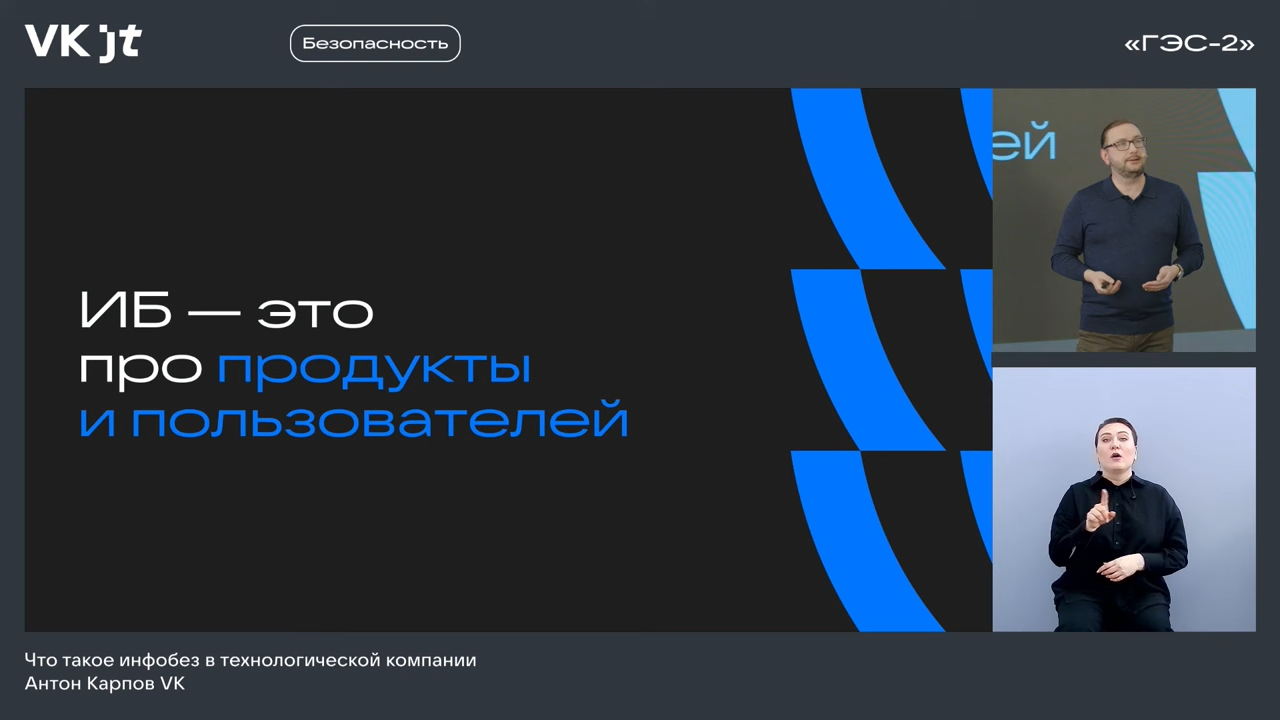 VK jt
Безопасность
«ГЭС-2»
ИБ — это
про продукты
и пользователей
ей
Что такое инфобез в технологической компании
Антон Карпов VK